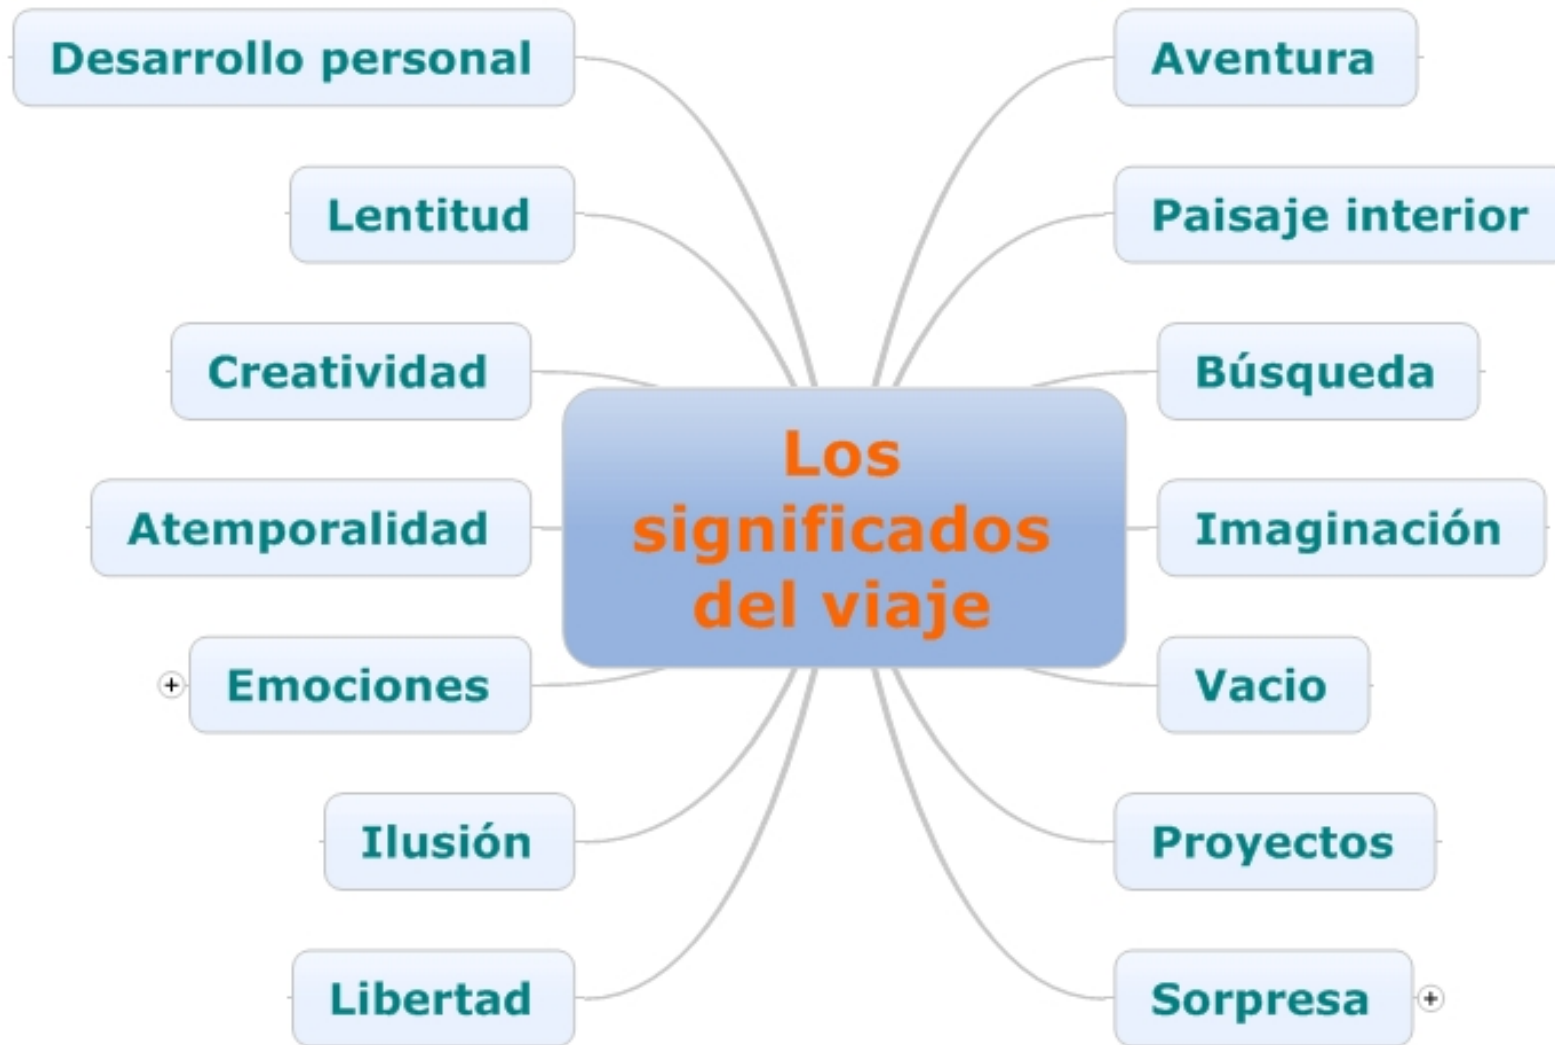 Desarrollo personal
Lentitud
Creatividad
Atemporalidad
Emociones
Ilusión
Libertad
Los
significados
del viaje
Aventura
Paisaje interior
Búsqueda
Imaginación
Vacio
Proyectos
Sorpresa